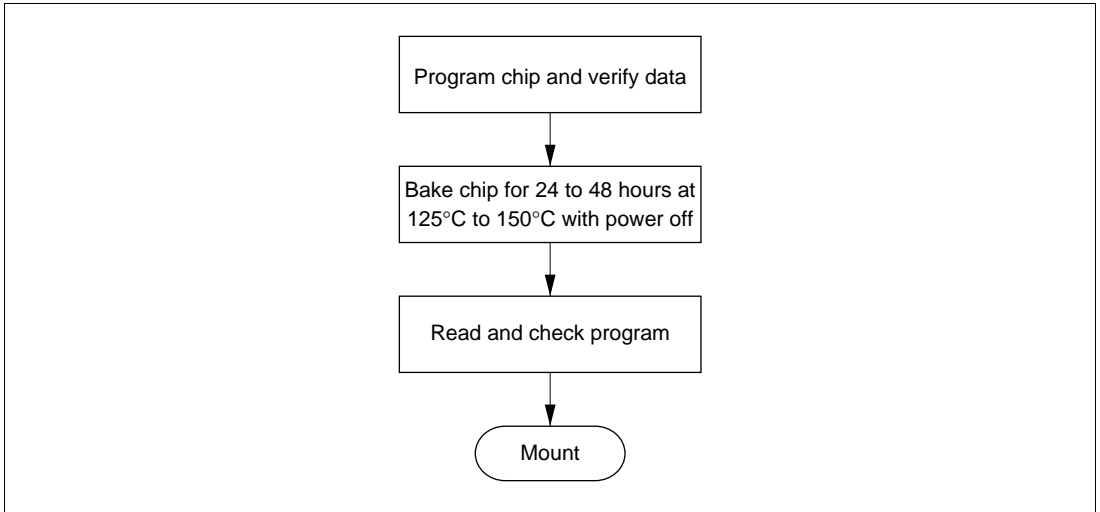 Program chip and verify data
Bake chip for 24 to 48 hours at
125°C to 150°C with power off
Read and check program
Mount